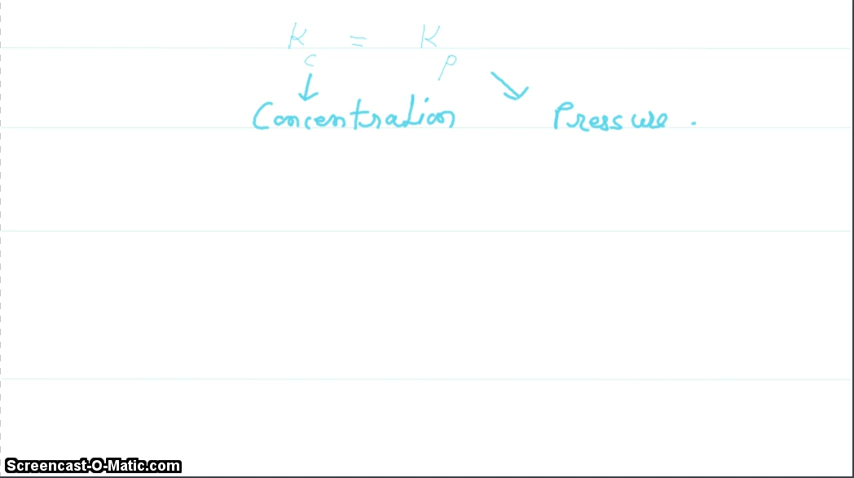 Kc = Kp
Concentration Pressure.
Screencast-O-Matic.com